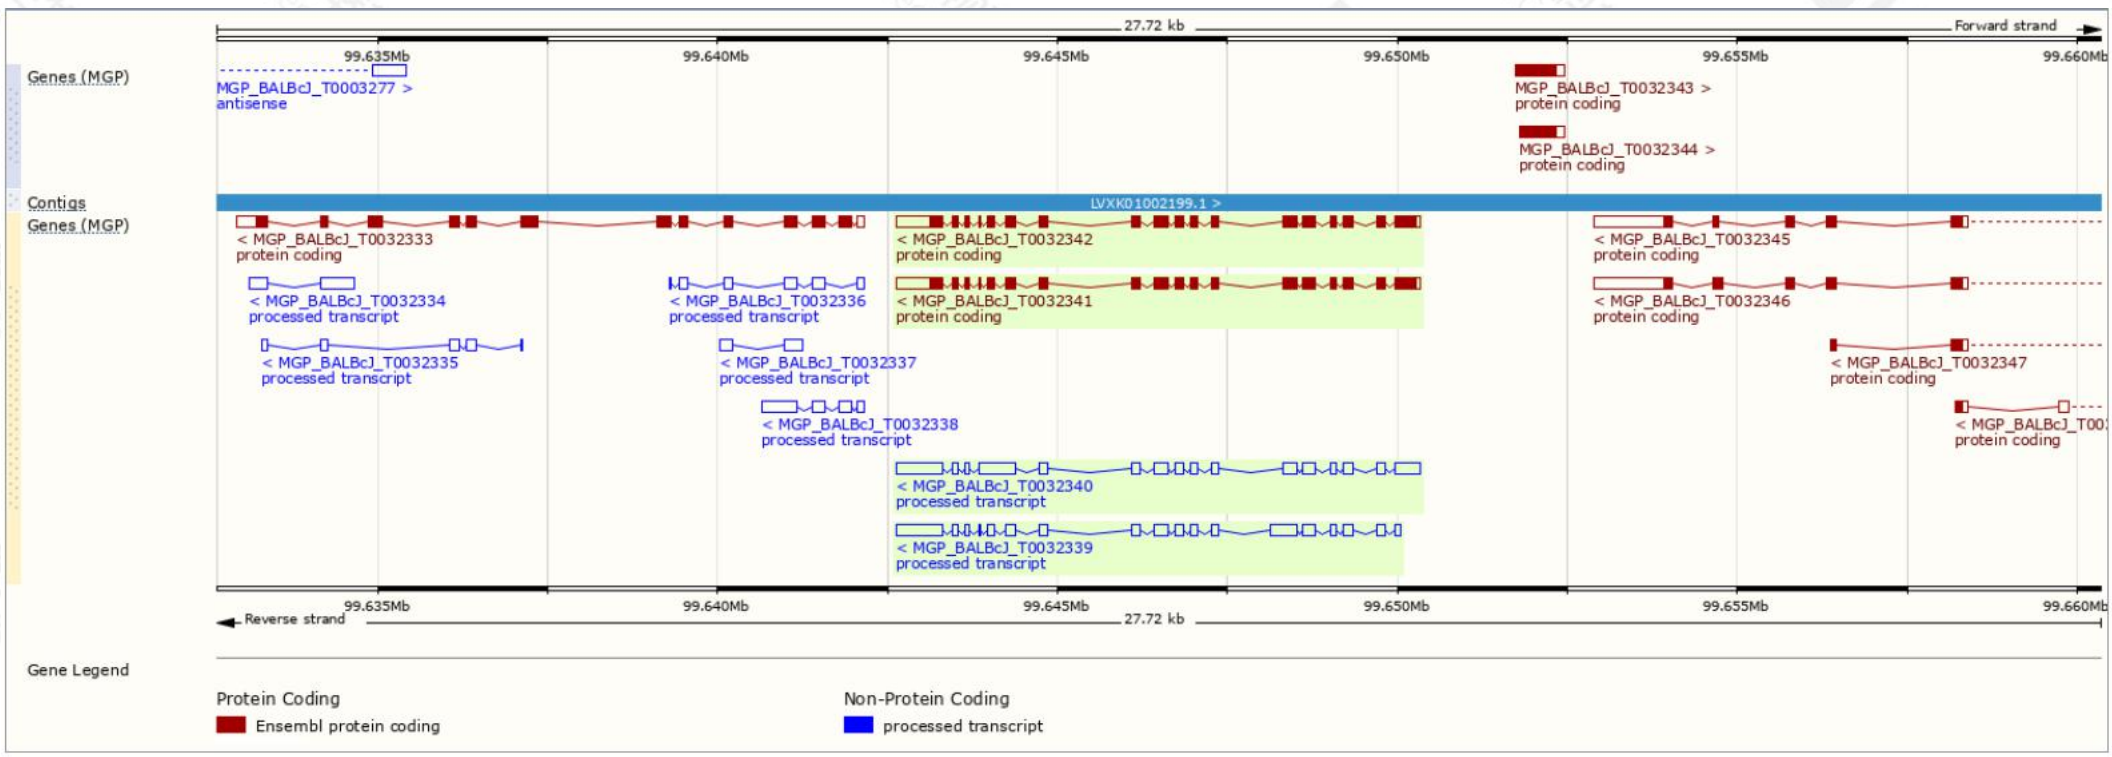 27.72 kb
Forward strand
99.635Mb 99.640Mb 99.645Mb 99.650Mb 99.655Mb 99.660Mb
Genes (MGP)
MGP_BALBcJ_T0003277 >
antisense
MGP_BALBcJ_T0032343 >
protein coding
MGP_BALBcJ_T0032344 >
protein coding
Contigs
LVXK01002199.1 >
Genes (MGP)
< MGP_BALBcJ_T0032333
protein coding
< MGP_BALBcJ_T0032342
protein coding
< MGP_BALBcJ_T0032345
protein coding
< MGP_BALBcJ_T0032334
processed transcript
< MGP_BALBcJ_T0032336
processed transcript
< MGP_BALBcJ_T0032341
protein coding
< MGP_BALBcJ_T0032346
protein coding
< MGP_BALBcJ_T0032335
processed transcript
< MGP_BALBcJ_T0032337
processed transcript
< MGP_BALBcJ_T0032347
protein coding
< MGP_BALBcJ_T0032338
processed transcript
< MGP_BALBcJ_T00
protein coding
< MGP_BALBcJ_T0032340
processed transcript
< MGP_BALBcJ_T0032339
processed transcript
99.635Mb 99.640Mb 99.645Mb 99.650Mb 99.655Mb 99.660Mb
Reverse strand
27.72 kb
Gene Legend
Protein Coding
Non-Protein Coding
Ensembl protein coding
processed transcript